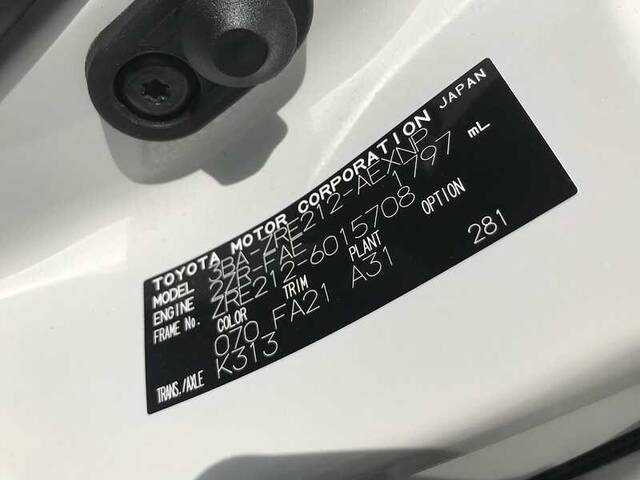 TOYOTA MOTOR CORPORATION JAPAN
MODEL 3BA-ZRE212-AEXNP
ENGINE 2ZR-FAE 1797 mL
FRAME No. ZRE212-6015708
COLOR TRIM PLANT OPTION
070 FA21 A31 281
TRANS./AXLE K313